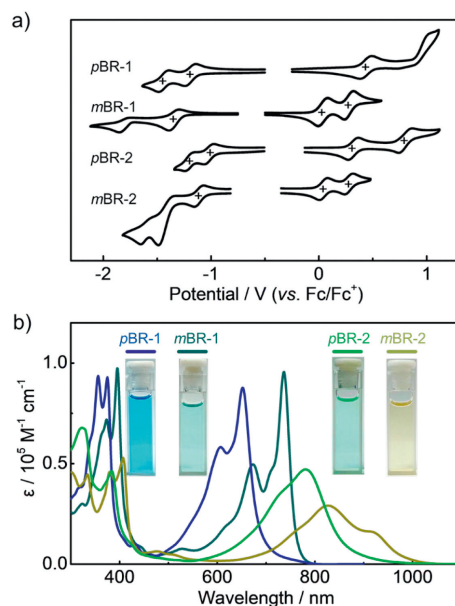 a)
pBR-1
mBR-1
pBR-2
mBR-2
-2 -1 0 1
Potential / V (vs. Fc/Fc+)
b)
pBR-1 mBR-1 pBR-2 mBR-2
1.0
0.5
0.0
ε / 10⁵ M⁻¹ cm⁻¹
400 600 800 1000
Wavelength / nm